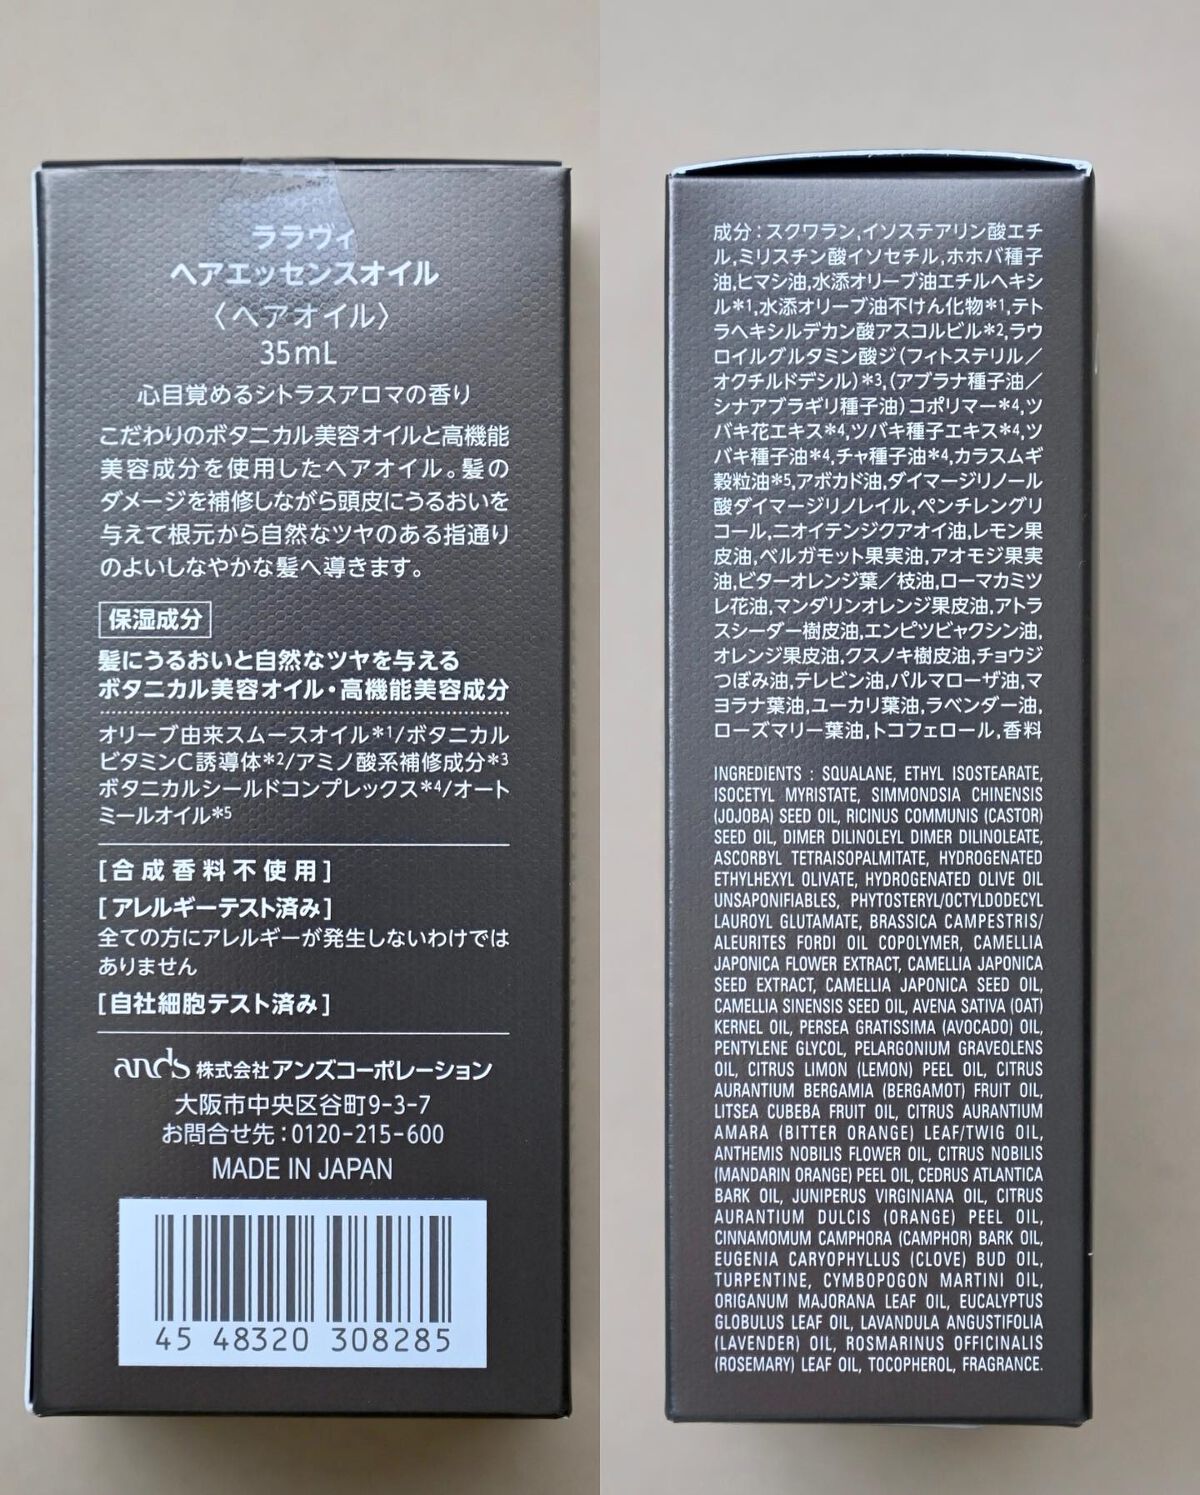 ララヴィ
ヘアエッセンスオイル
〈ヘアオイル〉
35mL
心目覚めるシトラスアロマの香り
こだわりのボタニカル美容オイルと高機能
美容成分を使用したヘアオイル。髪の
ダメージを補修しながら頭皮にうるおいを
与えて根元から自然なツヤのある指通り
のよいしなやかな髪へ導きます。
保湿成分
髪にうるおいと自然なツヤを与える
ボタニカル美容オイル・高機能美容成分
オリーブ由来スムースオイル*1/ボタニカル
ビタミンC誘導体*2/アミノ酸系補修成分*3
ボタニカルシールドコンプレックス*4/オート
ミールオイル*5
[合成香料不使用]
[アレルギーテスト済み]
全ての方にアレルギーが発生しないわけでは
ありません
[自社細胞テスト済み]
ands 株式会社アンズコーポレーション
大阪市中央区谷町9-3-7
お問合せ先:0120-215-600
MADE IN JAPAN
45 48320 308285
成分:スクワラン,イソステアリン酸エチ
ル,ミリスチン酸イソセチル,ホホバ種子
油,ヒマシ油,水添オリーブ油エチルヘキシ
ル*1,水添オリーブ油不けん化物*1,テト
ラヘキシルデカン酸アスコルビル*2,ラウ
ロイルグルタミン酸ジ(フィトステリル/
オクチルドデシル)*3,(アブラナ種子油/
シナアブラギリ種子油)コポリマー*4,ツ
バキ花エキス*4,ツバキ種子エキス*4,ツ
バキ種子油*4,チャ種子油*4,カラスムギ
穀粒油*5,アボカド油,ダイマージリノール
酸ダイマージリノレイル,ペンチレングリ
コール,ニオイテンジクアオイ油,レモン果
皮油,ベルガモット果実油,アオモジ果実
油,ビターオレンジ葉/枝油,ローマカミツ
レ花油,マンダリンオレンジ果皮油,アトラ
スシーダー樹皮油,エンピツビャクシン油,
オレンジ果皮油,クスノキ樹皮油,チョウジ
つぼみ油,テレビン油,パルマローザ油,マ
ヨラナ葉油,ユーカリ葉油,ラベンダー油,
ローズマリー葉油,トコフェロール,香料
INGREDIENTS : SQUALANE, ETHYL ISOSTEARATE,
ISOCETYL MYRISTATE, SIMMONDSIA CHINENSIS
(JOJOBA) SEED OIL, RICINUS COMMUNIS (CASTOR)
SEED OIL, DIMER DILINOLEYL DIMER DILINOLEATE,
ASCORBYL TETRAISOPALMITATE, HYDROGENATED
ETHYLHEXYL OLIVATE, HYDROGENATED OLIVE OIL
UNSAPONIFIABLES, PHYTOSTERYL/OCTYLDODECYL
LAUROYL GLUTAMATE, BRASSICA CAMPESTRIS/
ALEURITES FORDI OIL COPOLYMER, CAMELLIA
JAPONICA FLOWER EXTRACT, CAMELLIA JAPONICA
SEED EXTRACT, CAMELLIA JAPONICA SEED OIL,
CAMELLIA SINENSIS SEED OIL, AVENA SATIVA (OAT)
KERNEL OIL, PERSEA GRATISSIMA (AVOCADO) OIL,
PENTYLENE GLYCOL, PELARGONIUM GRAVEOLENS
OIL, CITRUS LIMON (LEMON) PEEL OIL, CITRUS
AURANTIUM BERGAMIA (BERGAMOT) FRUIT OIL,
LITSEA CUBEBA FRUIT OIL, CITRUS AURANTIUM
AMARA (BITTER ORANGE) LEAF/TWIG OIL,
ANTHEMIS NOBILIS FLOWER OIL, CITRUS NOBILIS
(MANDARIN ORANGE) PEEL OIL, CEDRUS ATLANTICA
BARK OIL, JUNIPERUS VIRGINIANA OIL, CITRUS
AURANTIUM DULCIS (ORANGE) PEEL OIL,
CINNAMOMUM CAMPHORA (CAMPHOR) BARK OIL,
EUGENIA CARYOPHYLLUS (CLOVE) BUD OIL,
TURPENTINE, CYMBOPOGON MARTINI OIL,
ORIGANUM MAJORANA LEAF OIL, EUCALYPTUS
GLOBULUS LEAF OIL, LAVANDULA ANGUSTIFOLIA
(LAVENDER) OIL, ROSMARINUS OFFICINALIS
(ROSEMARY) LEAF OIL, TOCOPHEROL, FRAGRANCE.